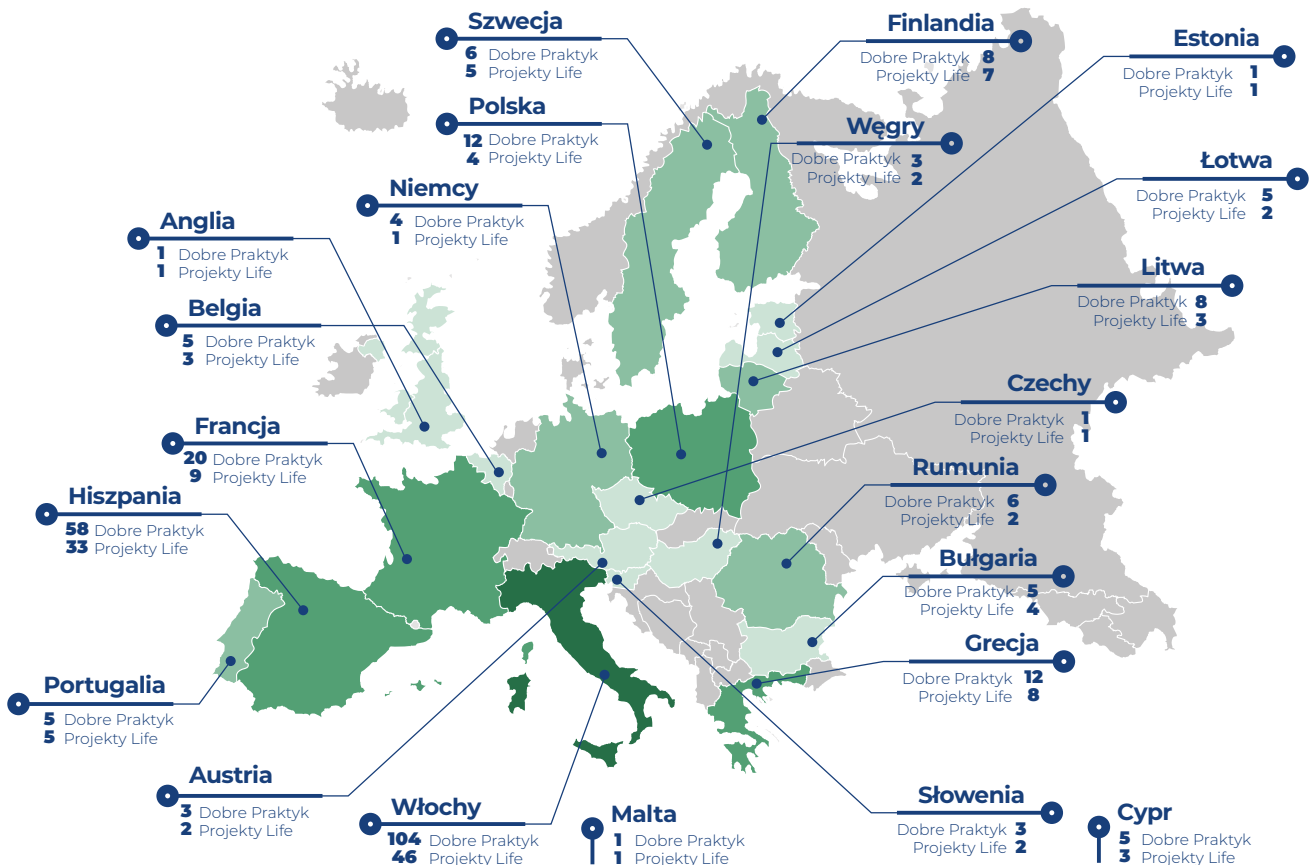 Szwecja
6 Dobre Praktyk
5 Projekty Life
Finlandia
Dobre Praktyk 8
Projekty Life 7
Estonia
Dobre Praktyk 1
Projekty Life 1
Polska
12 Dobre Praktyk
4 Projekty Life
Węgry
Dobre Praktyk 3
Projekty Life 2
Łotwa
Dobre Praktyk 5
Projekty Life 2
Niemcy
4 Dobre Praktyk
1 Projekty Life
Anglia
1 Dobre Praktyk
1 Projekty Life
Litwa
Dobre Praktyk 8
Projekty Life 3
Belgia
5 Dobre Praktyk
3 Projekty Life
Czechy
Dobre Praktyk 1
Projekty Life 1
Francja
20 Dobre Praktyk
9 Projekty Life
Rumunia
Dobre Praktyk 6
Projekty Life 2
Hiszpania
58 Dobre Praktyk
33 Projekty Life
Bułgaria
Dobre Praktyk 5
Projekty Life 4
Grecja
Dobre Praktyk 12
Projekty Life 8
Portugalia
5 Dobre Praktyk
5 Projekty Life
Austria
3 Dobre Praktyk
2 Projekty Life
Włochy
104 Dobre Praktyk
46 Projekty Life
Malta
1 Dobre Praktyk
1 Projekty Life
Słowenia
Dobre Praktyk 3
Projekty Life 2
Cypr
5 Dobre Praktyk
3 Projekty Life